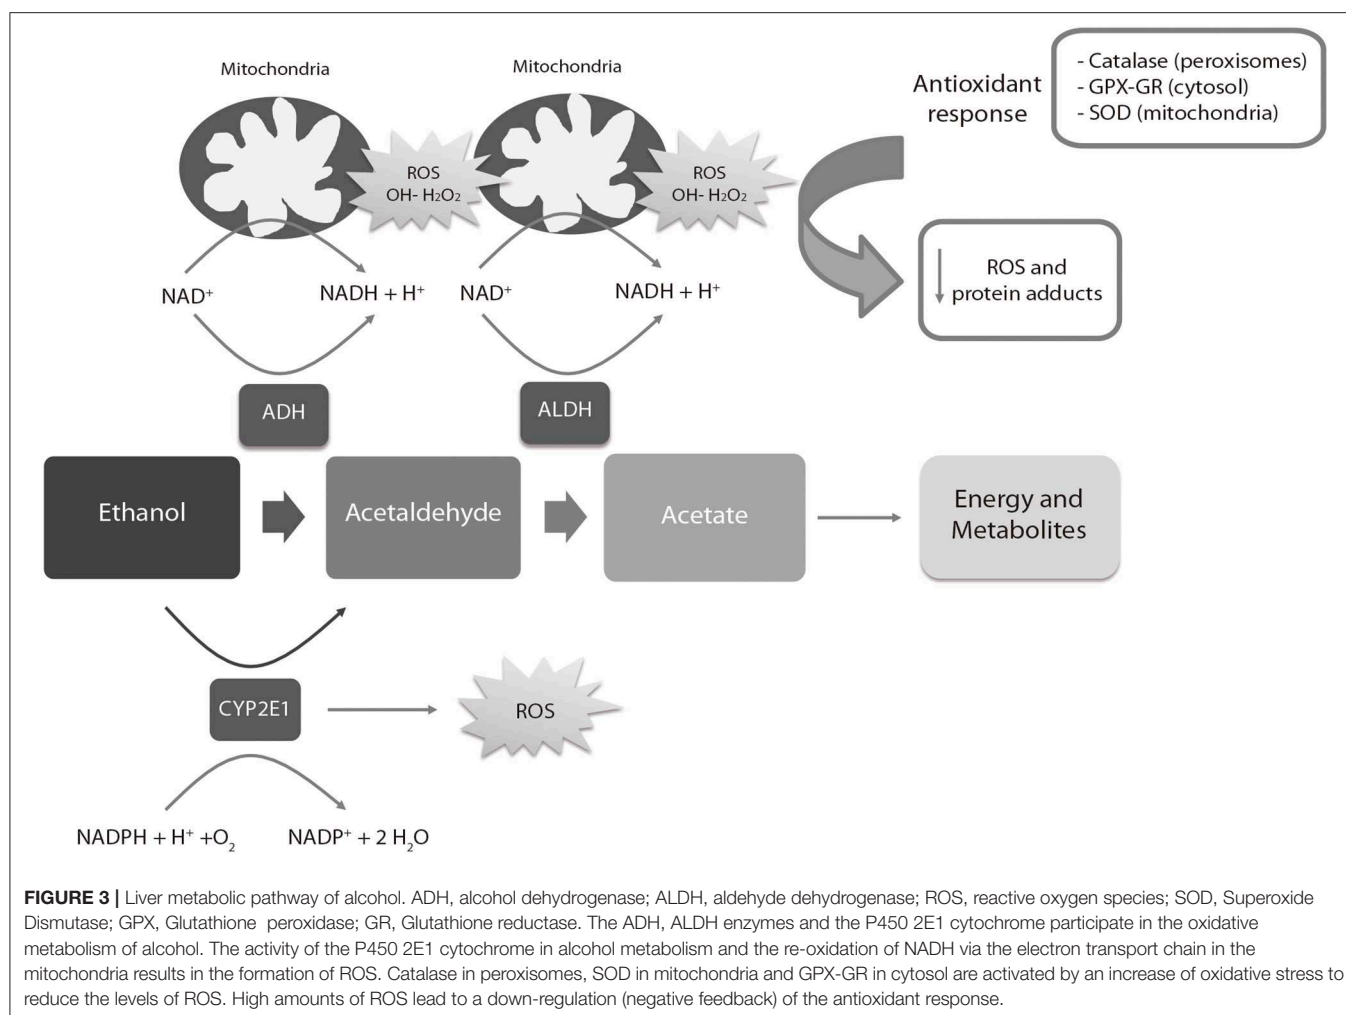 Mitochondria
Mitochondria
Antioxidant
response
- Catalase (peroxisomes)
- GPX-GR (cytosol)
- SOD (mitochondria)
ROS
OH- H₂O₂
ROS
OH- H₂O₂
NAD⁺
NADH + H⁺
NAD⁺
NADH + H⁺
ROS and
protein adducts
ADH
ALDH
Ethanol
Acetaldehyde
Acetate
Energy and
Metabolites
CYP2E1
ROS
NADPH + H⁺ +O₂
NADP⁺ + 2 H₂O
FIGURE 3 | Liver metabolic pathway of alcohol. ADH, alcohol dehydrogenase; ALDH, aldehyde dehydrogenase; ROS, reactive oxygen species; SOD, Superoxide
Dismutase; GPX, Glutathione peroxidase; GR, Glutathione reductase. The ADH, ALDH enzymes and the P450 2E1 cytochrome participate in the oxidative
metabolism of alcohol. The activity of the P450 2E1 cytochrome in alcohol metabolism and the re-oxidation of NADH via the electron transport chain in the
mitochondria results in the formation of ROS. Catalase in peroxisomes, SOD in mitochondria and GPX-GR in cytosol are activated by an increase of oxidative stress to
reduce the levels of ROS. High amounts of ROS lead to a down-regulation (negative feedback) of the antioxidant response.